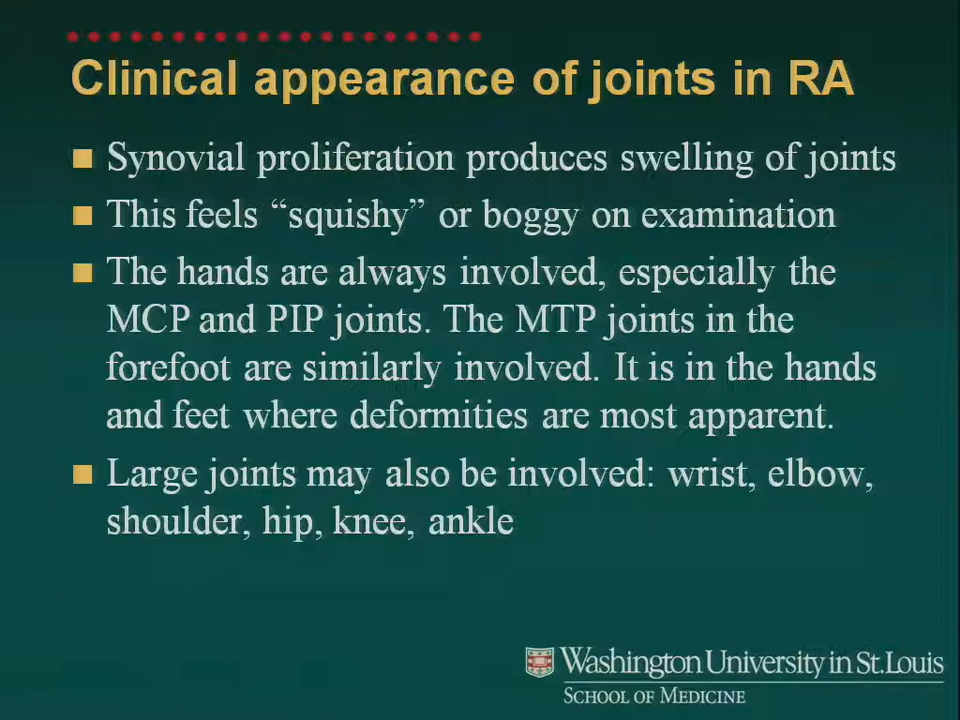 Clinical appearance of joints in RA
Synovial proliferation produces swelling of joints
This feels “squishy” or boggy on examination
The hands are always involved, especially the
MCP and PIP joints. The MTP joints in the
forefoot are similarly involved. It is in the hands
and feet where deformities are most apparent.
Large joints may also be involved: wrist, elbow,
shoulder, hip, knee, ankle
Washington University in St. Louis
SCHOOL OF MEDICINE